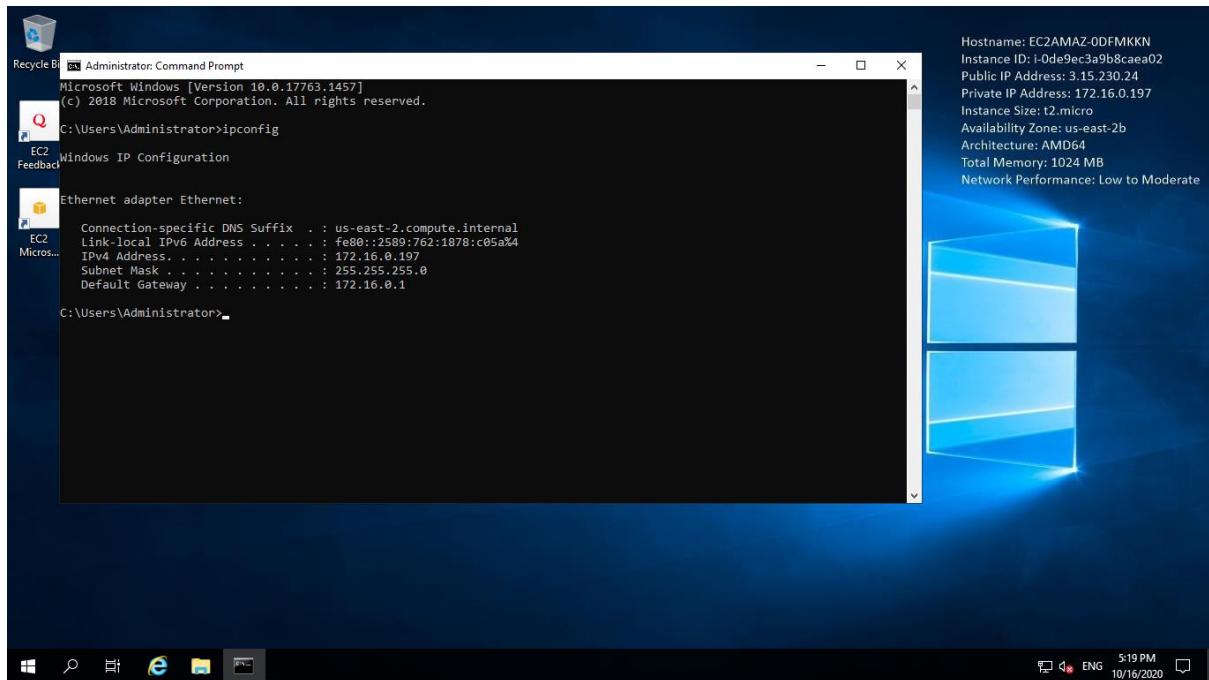 Recycle Bi
EC2
Feedback
EC2
Micros...
Administrator: Command Prompt
Microsoft Windows [Version 10.0.17763.1457]
(c) 2018 Microsoft Corporation. All rights reserved.
C:\Users\Administrator>ipconfig
Windows IP Configuration
Ethernet adapter Ethernet:
Connection-specific DNS Suffix . : us-east-2.compute.internal
Link-local IPv6 Address . . . . . : fe80::2589:762:1878:c05a%4
IPv4 Address. . . . . . . . . . . : 172.16.0.197
Subnet Mask . . . . . . . . . . . : 255.255.255.0
Default Gateway . . . . . . . . . : 172.16.0.1
C:\Users\Administrator>
Hostname: EC2AMAZ-0DFMKKN
Instance ID: i-0de9ec3a9b8caea02
Public IP Address: 3.15.230.24
Private IP Address: 172.16.0.197
Instance Size: t2.micro
Availability Zone: us-east-2b
Architecture: AMD64
Total Memory: 1024 MB
Network Performance: Low to Moderate
ENG
5:19 PM
10/16/2020